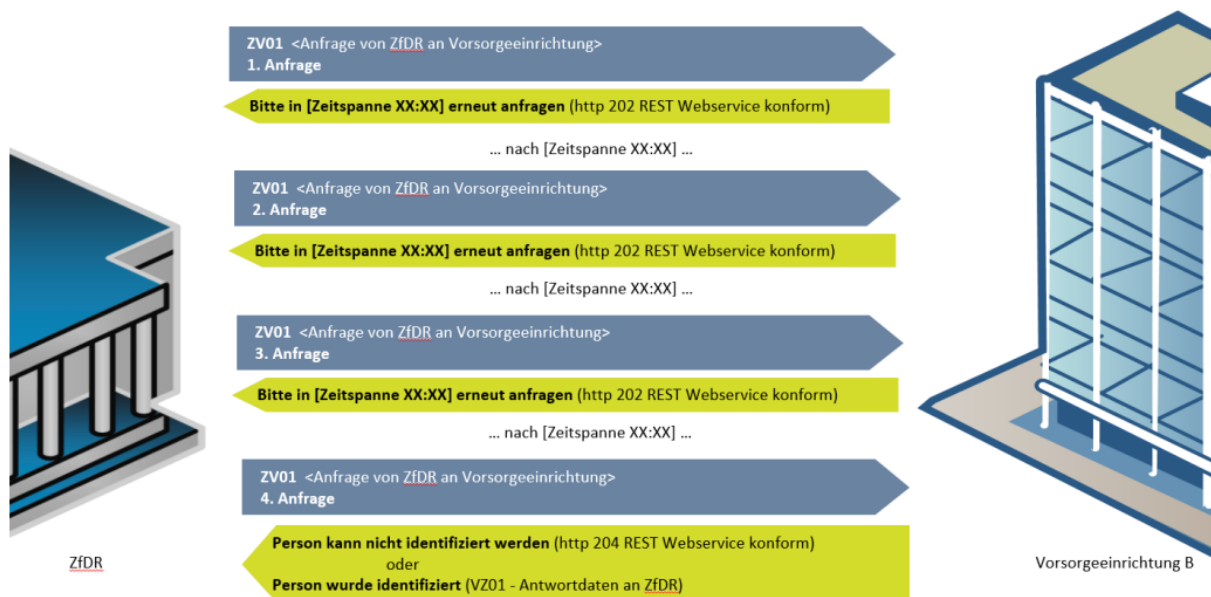 ZV01 <Anfrage von ZfDR an Vorsorgeeinrichtung>
1. Anfrage
Bitte in [Zeitspanne XX:XX] erneut anfragen (http 202 REST Webservice konform)
... nach [Zeitspanne XX:XX] ...
ZV01 <Anfrage von ZfDR an Vorsorgeeinrichtung>
2. Anfrage
Bitte in [Zeitspanne XX:XX] erneut anfragen (http 202 REST Webservice konform)
... nach [Zeitspanne XX:XX] ...
ZV01 <Anfrage von ZfDR an Vorsorgeeinrichtung>
3. Anfrage
Bitte in [Zeitspanne XX:XX] erneut anfragen (http 202 REST Webservice konform)
... nach [Zeitspanne XX:XX] ...
ZV01 <Anfrage von ZfDR an Vorsorgeeinrichtung>
4. Anfrage
Person kann nicht identifiziert werden (http 204 REST Webservice konform)
oder
Person wurde identifiziert (VZ01 - Antwortdaten an ZfDR)
ZfDR
Vorsorgeeinrichtung B